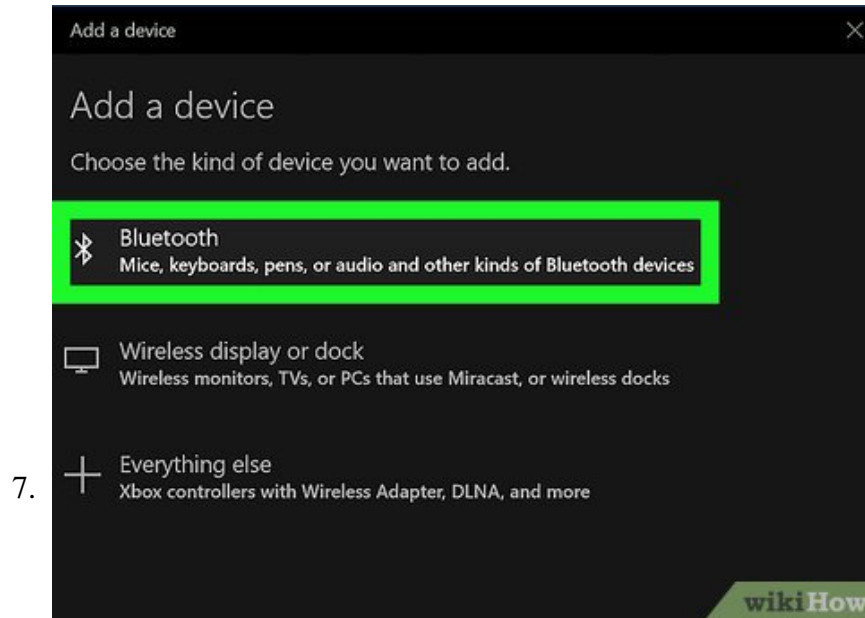 Add a device
Add a device
Choose the kind of device you want to add.
Bluetooth
Mice, keyboards, pens, or audio and other kinds of Bluetooth devices
Wireless display or dock
Wireless monitors, TVs, or PCs that use Miracast, or wireless docks
7.
Everything else
Xbox controllers with Wireless Adapter, DLNA, and more
wikiHow